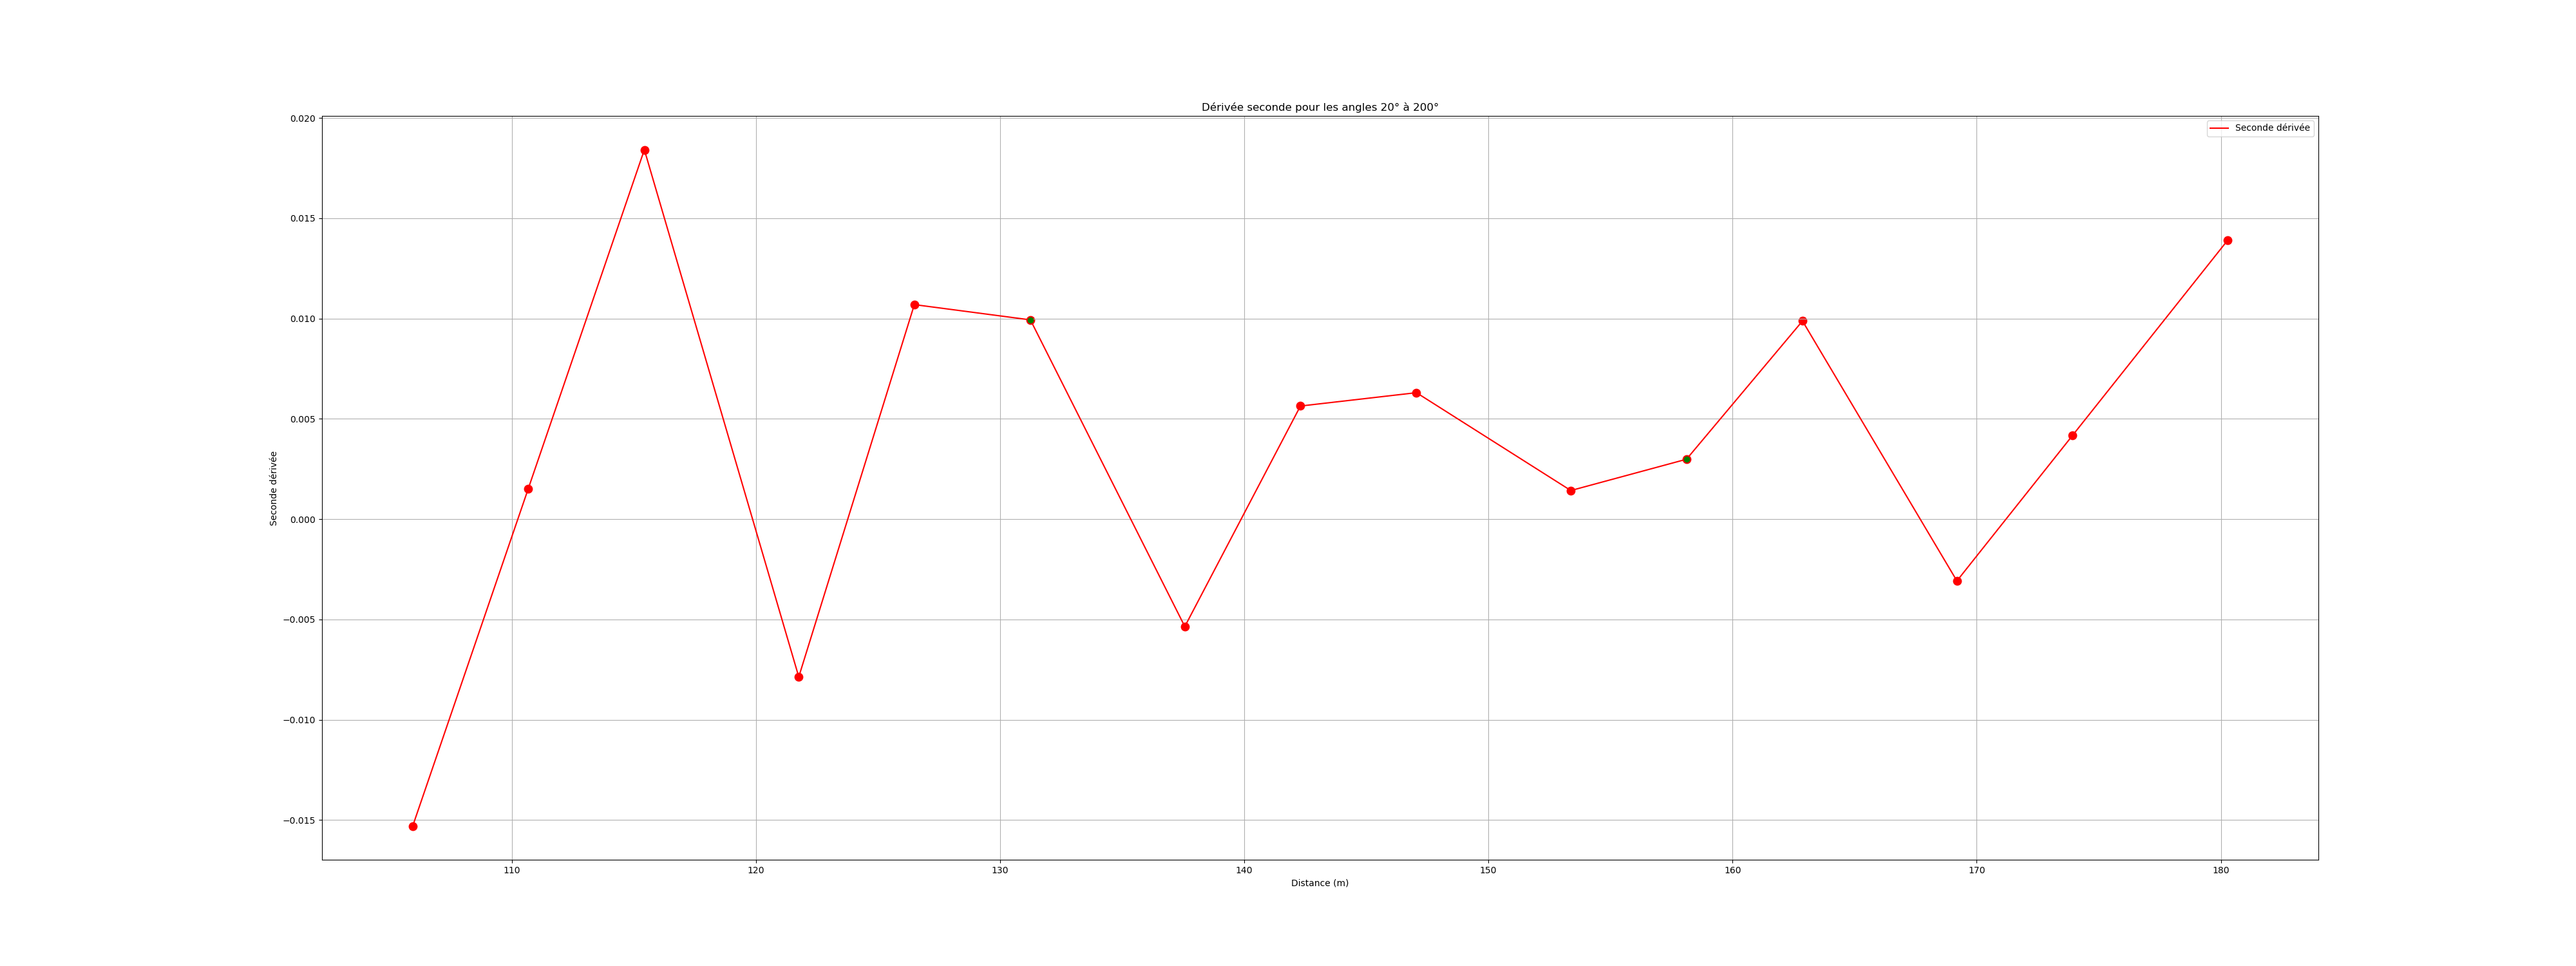 Dérivée seconde pour les angles 20° à 200°
Seconde dérivée
0.020
0.015
0.010
0.005
0.000
−0.005
−0.010
−0.015
Seconde dérivée
110 120 130 140 150 160 170 180
Distance (m)